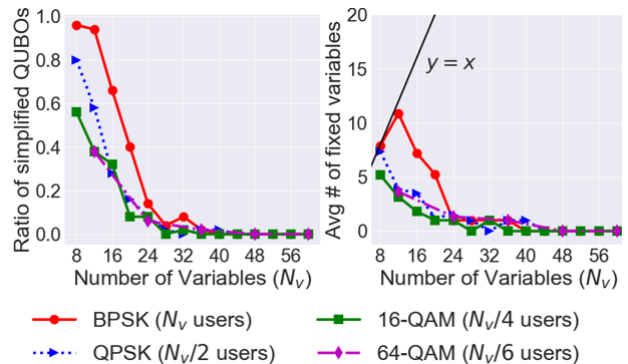 Ratio of simplified QUBOs
1.0
0.8
0.6
0.4
0.2
0.0
8 16 24 32 40 48 56
Number of Variables (Nᵥ)
Avg # of fixed variables
20
15
10
5
0
y = x
8 16 24 32 40 48 56
Number of Variables (Nᵥ)
BPSK (Nᵥ users)
16-QAM (Nᵥ/4 users)
QPSK (Nᵥ/2 users)
64-QAM (Nᵥ/6 users)